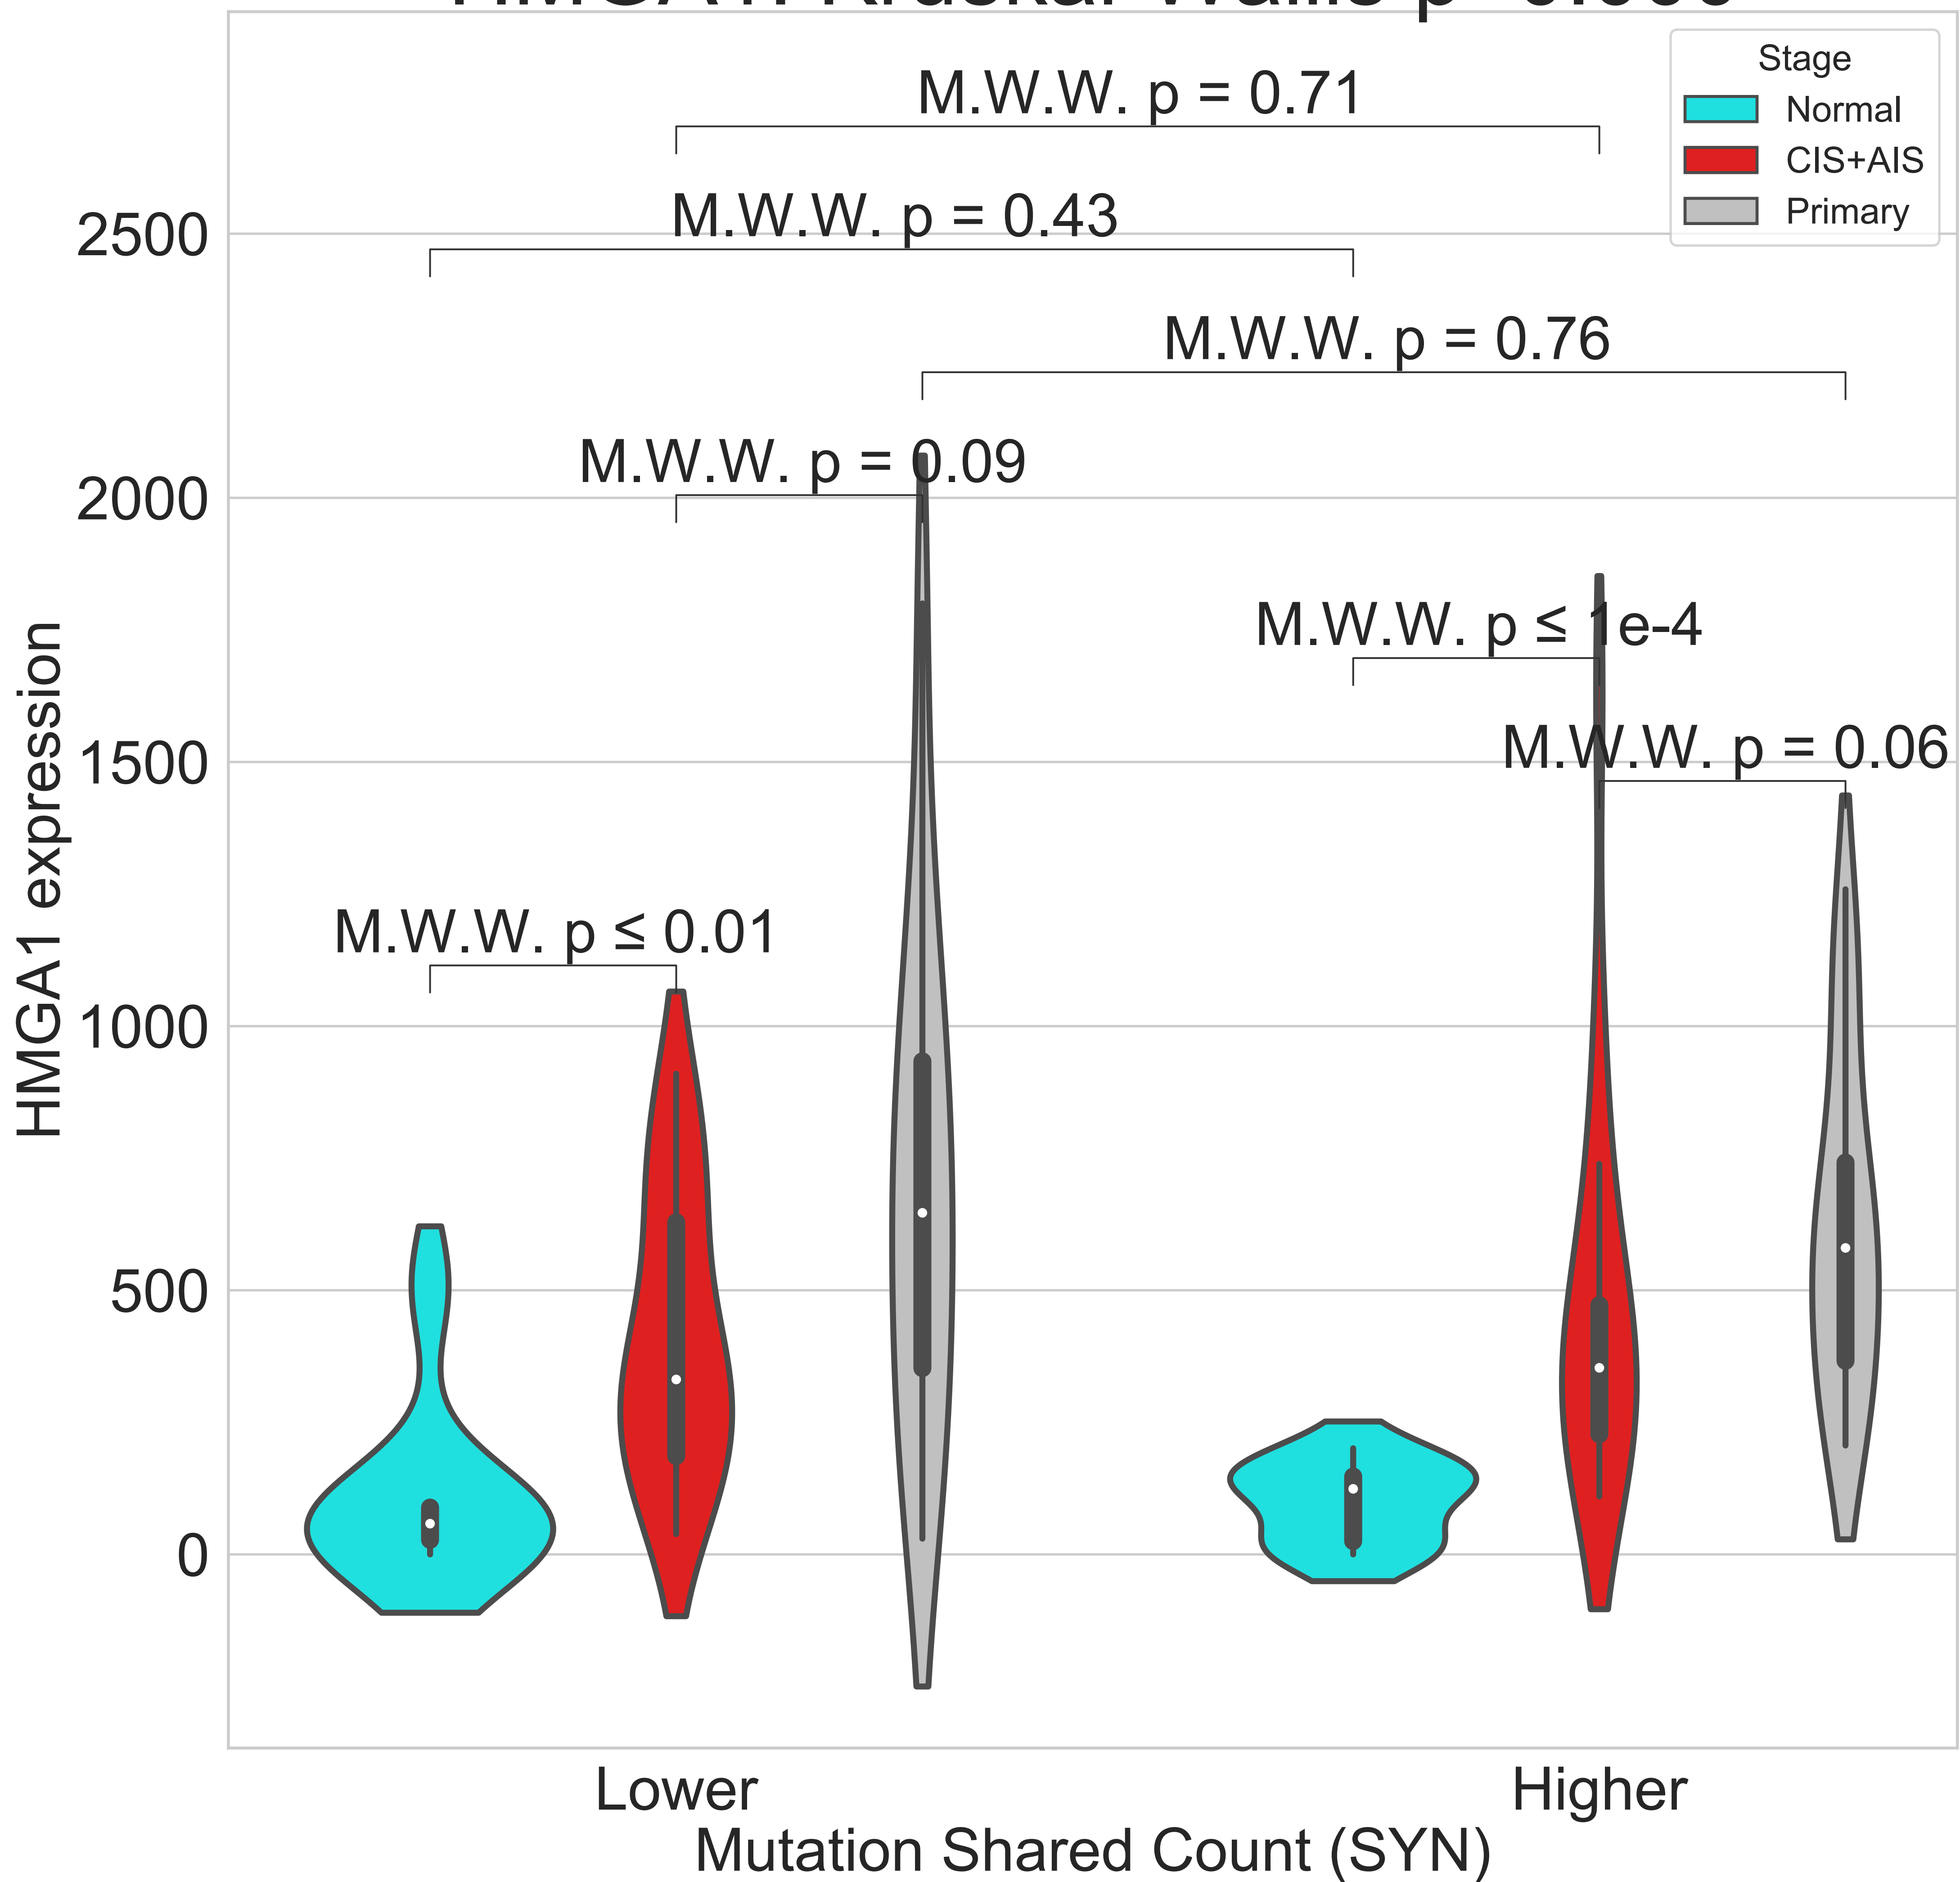 Stage
Normal
CIS+AIS
Primary
M.W.W. p = 0.71
M.W.W. p = 0.43
M.W.W. p = 0.76
M.W.W. p = 0.09
M.W.W. p ≤ 1e-4
M.W.W. p = 0.06
M.W.W. p ≤ 0.01
2500
2000
1500
1000
500
0
HMGA1 expression
Lower
Higher
Mutation Shared Count (SYN)